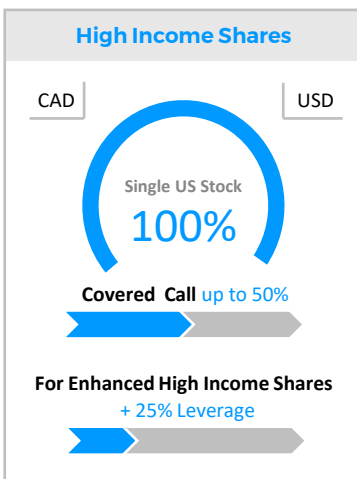 High Income Shares
CAD
USD
Single US Stock
100%
Covered Call up to 50%
For Enhanced High Income Shares
+ 25% Leverage